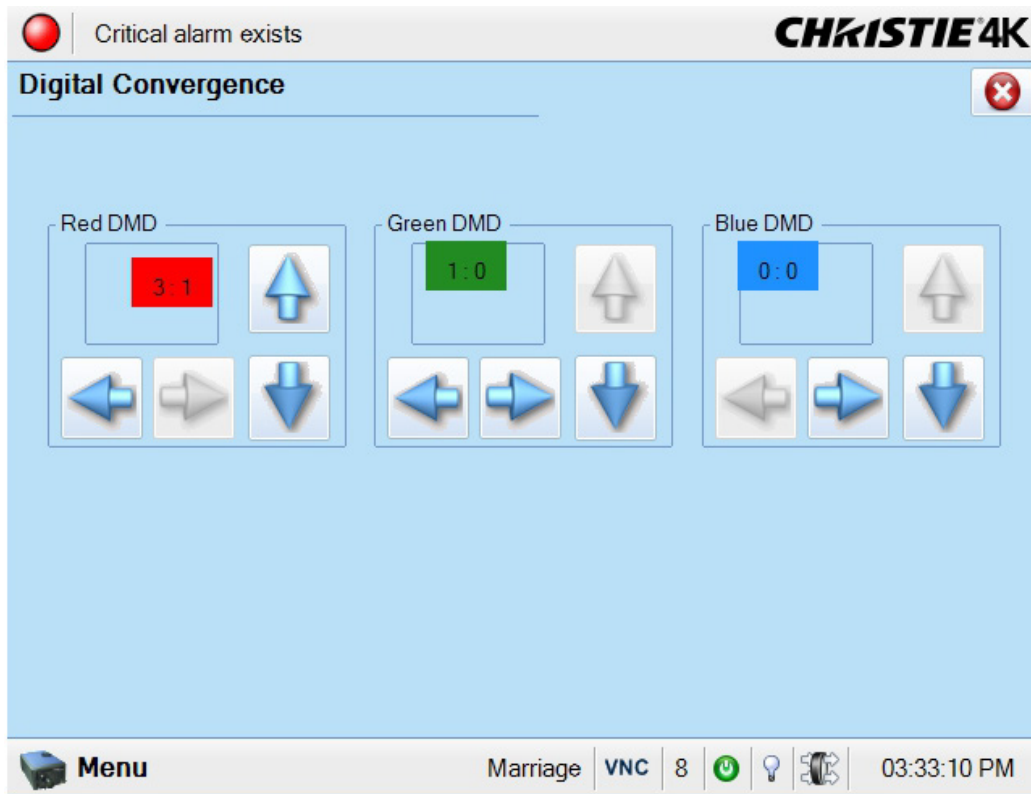 Critical alarm exists
CHRISTIE 4K
Digital Convergence
Red DMD
Green DMD
Blue DMD
3 : 1
1 : 0
0 : 0
Menu
Marriage VNC 8 03:33:10 PM